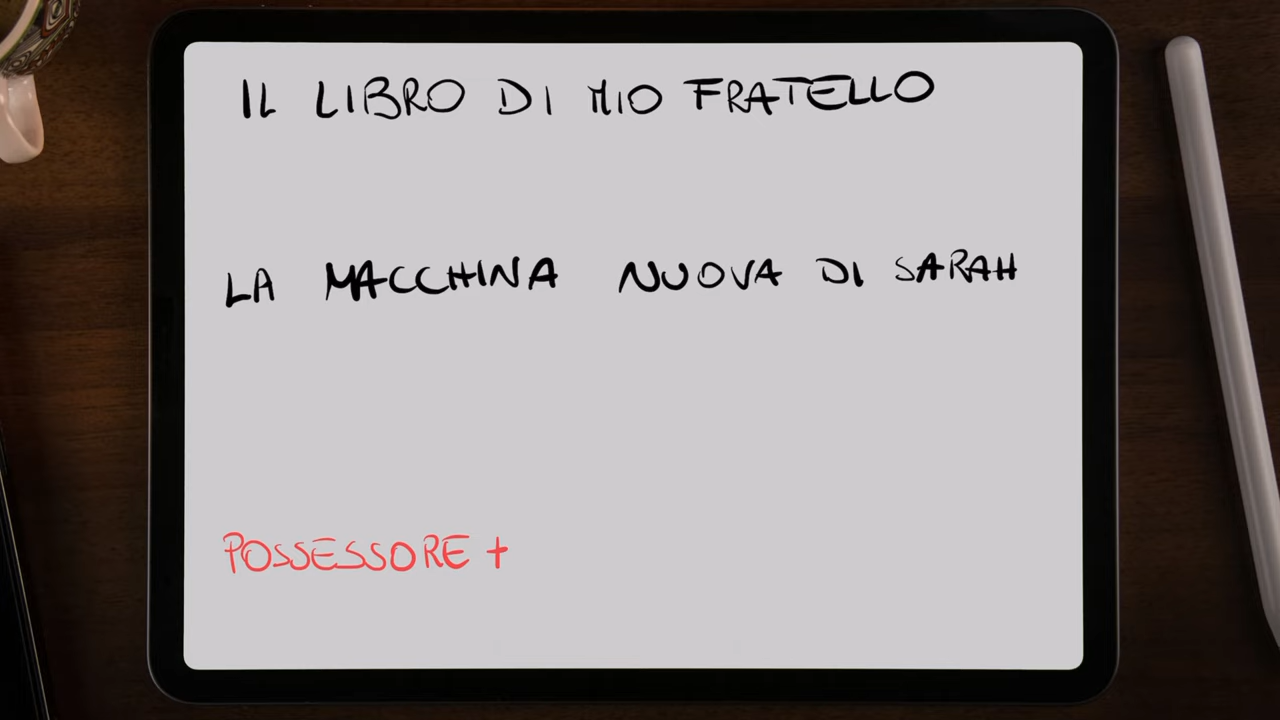 IL LIBRO DI MIO FRATELLO
LA MACCHINA NUOVA DI SARAH
POSSESSORE +